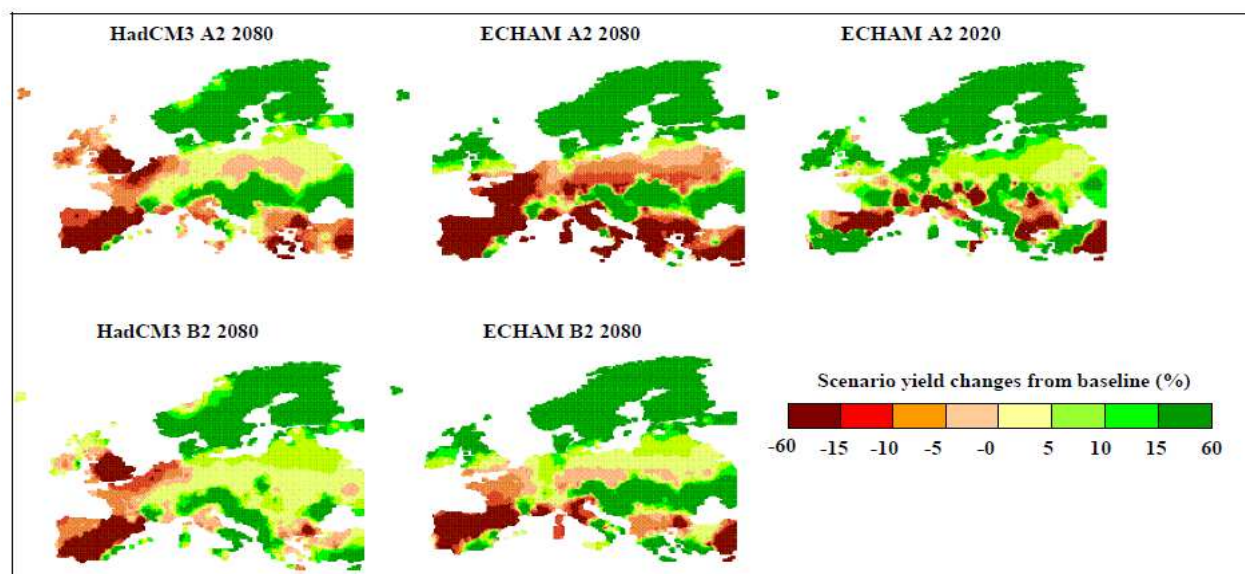 HadCM3 A2 2080
ECHAM A2 2080
ECHAM A2 2020
HadCM3 B2 2080
ECHAM B2 2080
Scenario yield changes from baseline (%)
-60 -15 -10 -5 -0 5 10 15 60